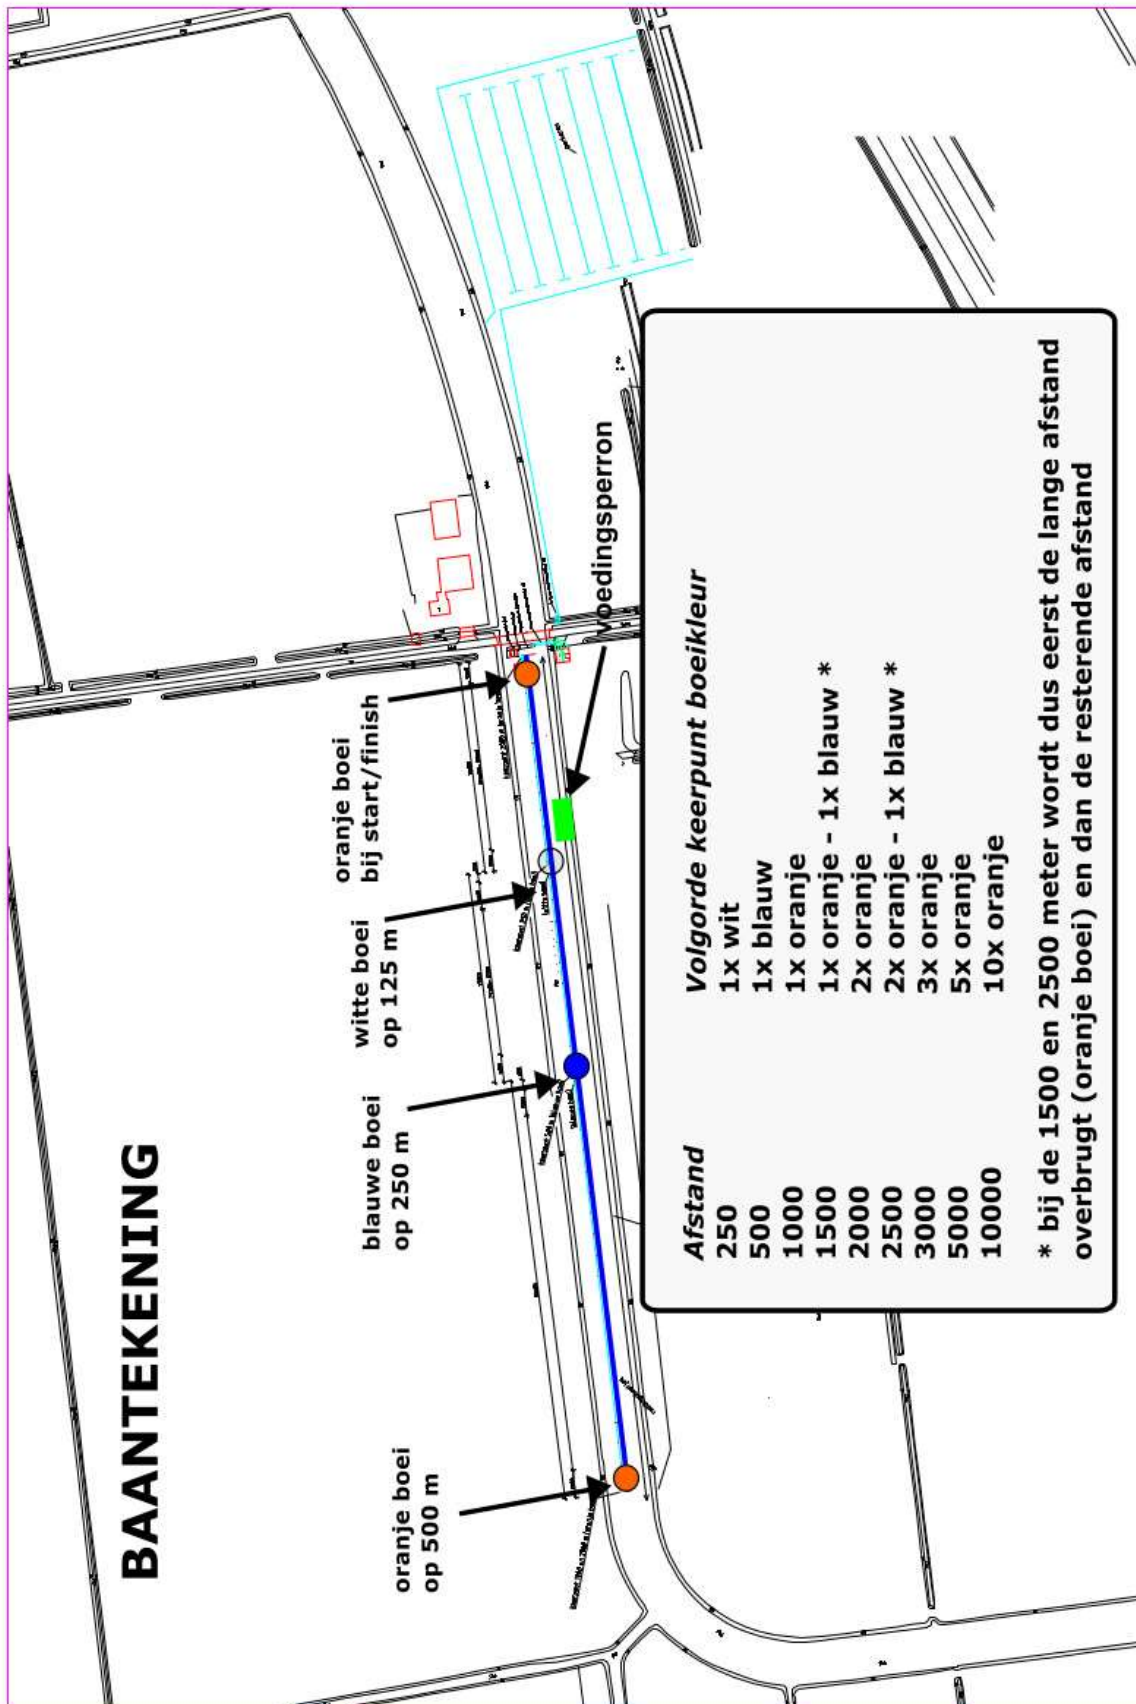 BAANTEKENING
oranje boei
op 500 m
blauwe boei
op 250 m
witte boei
op 125 m
oranje boei
bij start/finish
Voedingsperron
Afstand Volgorde keerpunt boeikleur
250 1x wit
500 1x blauw
1000 1x oranje
1500 1x oranje - 1x blauw *
2000 2x oranje
2500 2x oranje - 1x blauw *
3000 3x oranje
5000 5x oranje
10000 10x oranje
* bij de 1500 en 2500 meter wordt dus eerst de lange afstand
overbrugt (oranje boei) en dan de resterende afstand